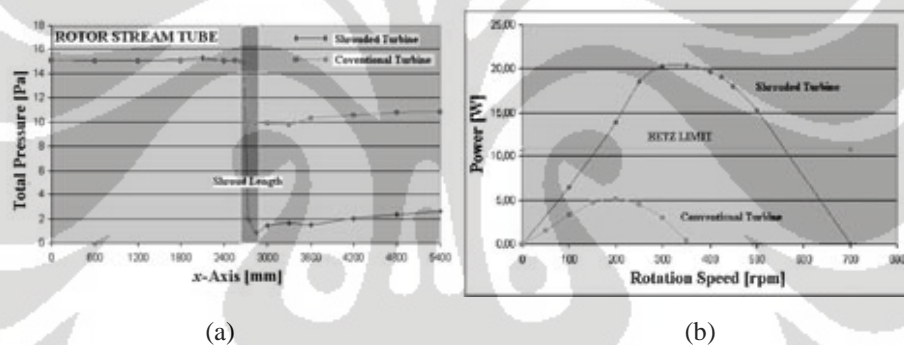 ROTOR STREAM TUBE
Shrouded Turbine
Coventional Turbine
Total Pressure [Pa]
18
16
14
12
10
8
6
4
2
0
Shroud Length
0 600 1200 1800 2400 3000 3600 4200 4800 5400
x-Axis [mm]
(a)
Power [W]
25,00
20,00
15,00
10,00
5,00
0,00
Shrouded Turbine
BETZ LIMIT
Conventional Turbine
0 100 200 300 400 500 600 700 800
Rotation Speed [rpm]
(b)